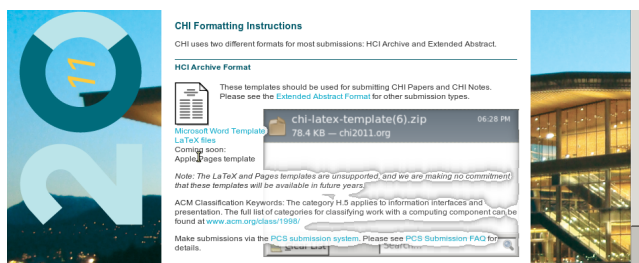 2011
CHI Formatting Instructions
CHI uses two different formats for most submissions: HCI Archive and Extended Abstract.
HCI Archive Format
These templates should be used for submitting CHI Papers and CHI Notes.
Please see the Extended Abstract Format for other submission types.
chi-latex-template(6).zip 06:28 PM
78.4 KB — chi2011.org
Microsoft Word Template
LaTeX files
Coming soon:
Apple Pages template
Note: The LaTeX and Pages templates are unsupported, and we are making no commitment
that these templates will be available in future years.
ACM Classification Keywords: The category H.5 applies to information interfaces and
presentation. The full list of categories for classifying work with a computing component can be
found at www.acm.org/class/1998/
Make submissions via the PCS submission system. Please see PCS Submission FAQ for
details.
Clear List Search...